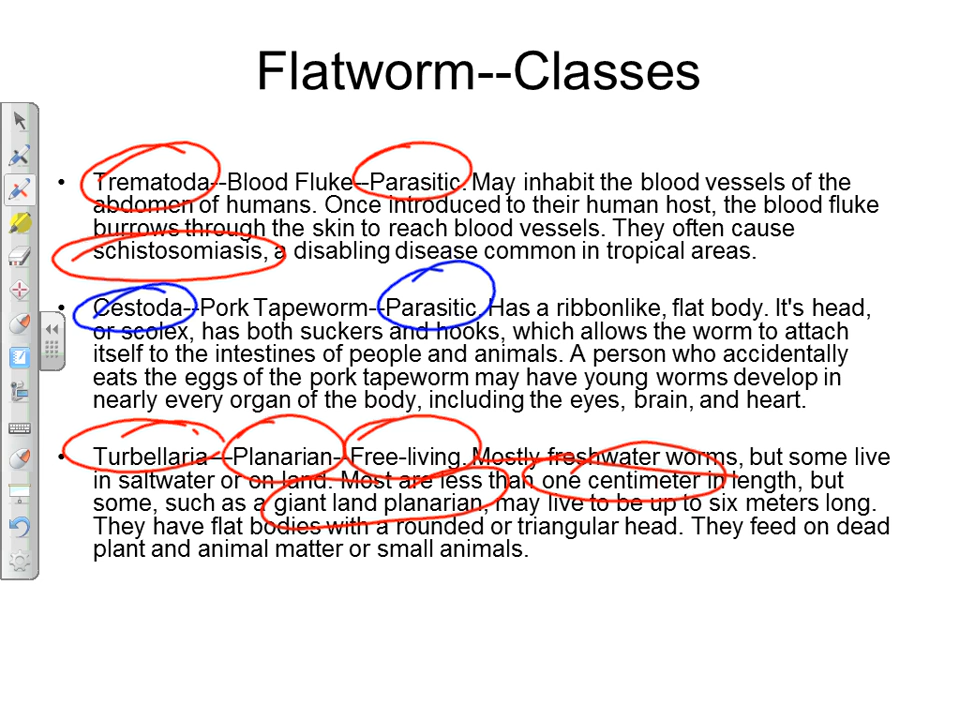 Flatworm--Classes
• Trematoda--Blood Fluke--Parasitic. May inhabit the blood vessels of the
abdomen of humans. Once introduced to their human host, the blood fluke
burrows through the skin to reach blood vessels. They often cause
schistosomiasis, a disabling disease common in tropical areas.
• Cestoda--Pork Tapeworm--Parasitic. Has a ribbonlike, flat body. It's head,
or scolex, has both suckers and hooks, which allows the worm to attach
itself to the intestines of people and animals. A person who accidentally
eats the eggs of the pork tapeworm may have young worms develop in
nearly every organ of the body, including the eyes, brain, and heart.
• Turbellaria---Planarian--Free-living. Mostly freshwater worms, but some live
in saltwater or on land. Most are less than one centimeter in length, but
some, such as a giant land planarian, may live to be up to six meters long.
They have flat bodies with a rounded or triangular head. They feed on dead
plant and animal matter or small animals.